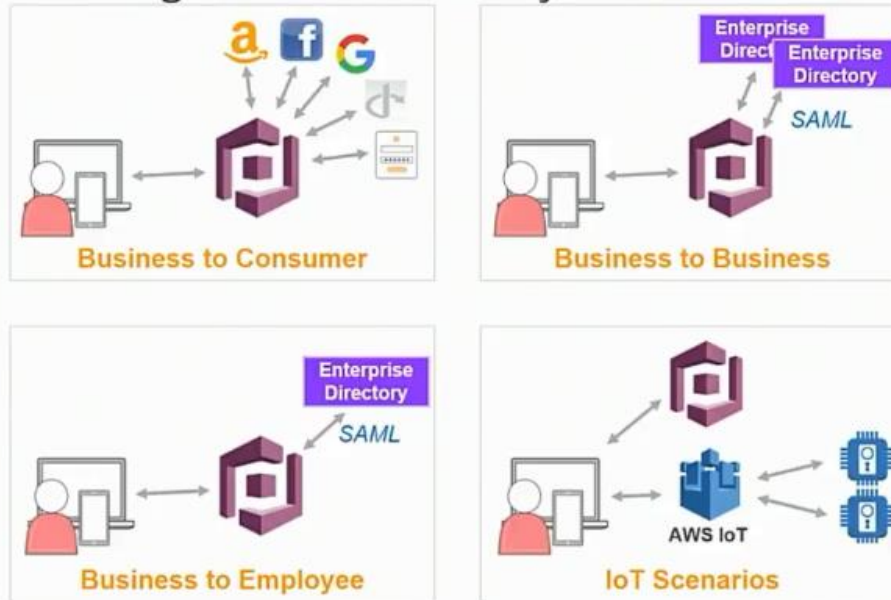 Enterprise
Enterprise
Directory
SAML
Business to Consumer
Business to Business
Enterprise
Directory
SAML
AWS IoT
Business to Employee
IoT Scenarios